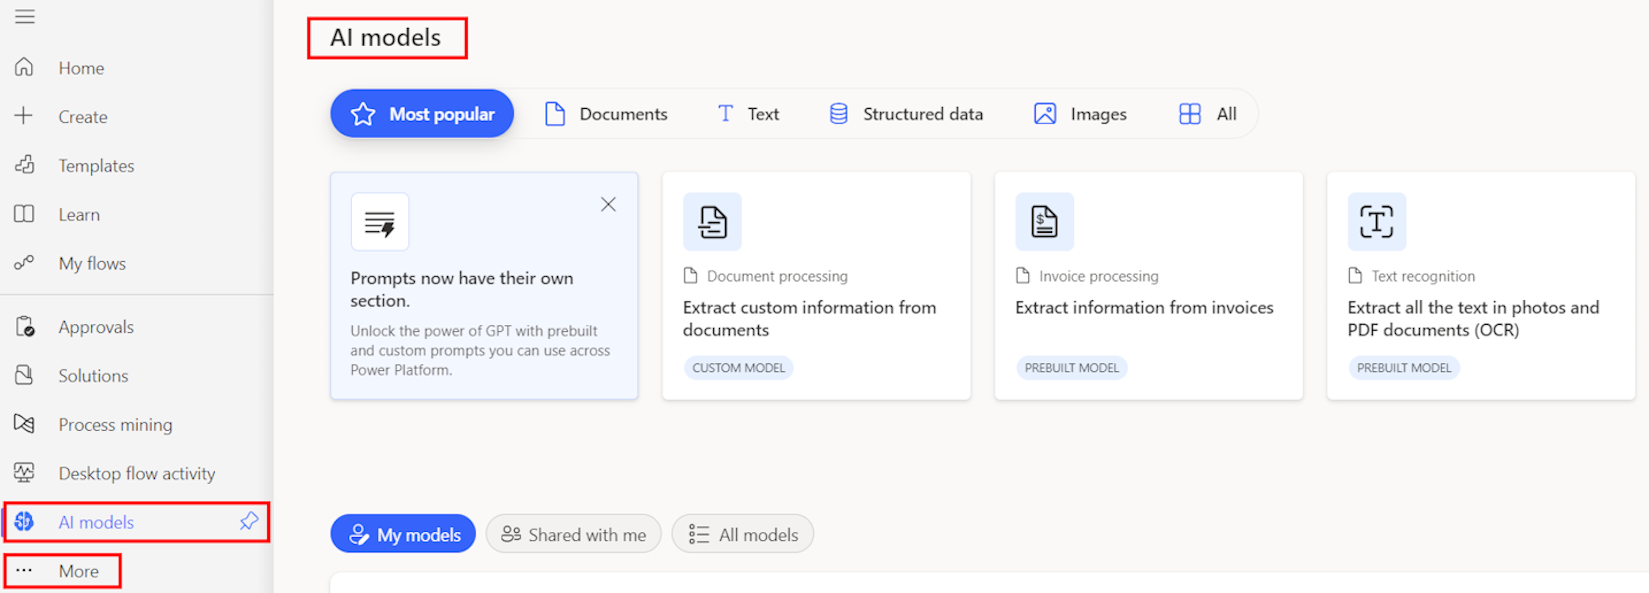 Home
Create
Templates
Learn
My flows
Approvals
Solutions
Process mining
Desktop flow activity
AI models
More
AI models
Most popular
Documents
Text
Structured data
Images
All
Prompts now have their own
section.
Unlock the power of GPT with prebuilt
and custom prompts you can use across
Power Platform.
Document processing
Extract custom information from
documents
CUSTOM MODEL
Invoice processing
Extract information from invoices
PREBUILT MODEL
Text recognition
Extract all the text in photos and
PDF documents (OCR)
PREBUILT MODEL
My models
Shared with me
All models